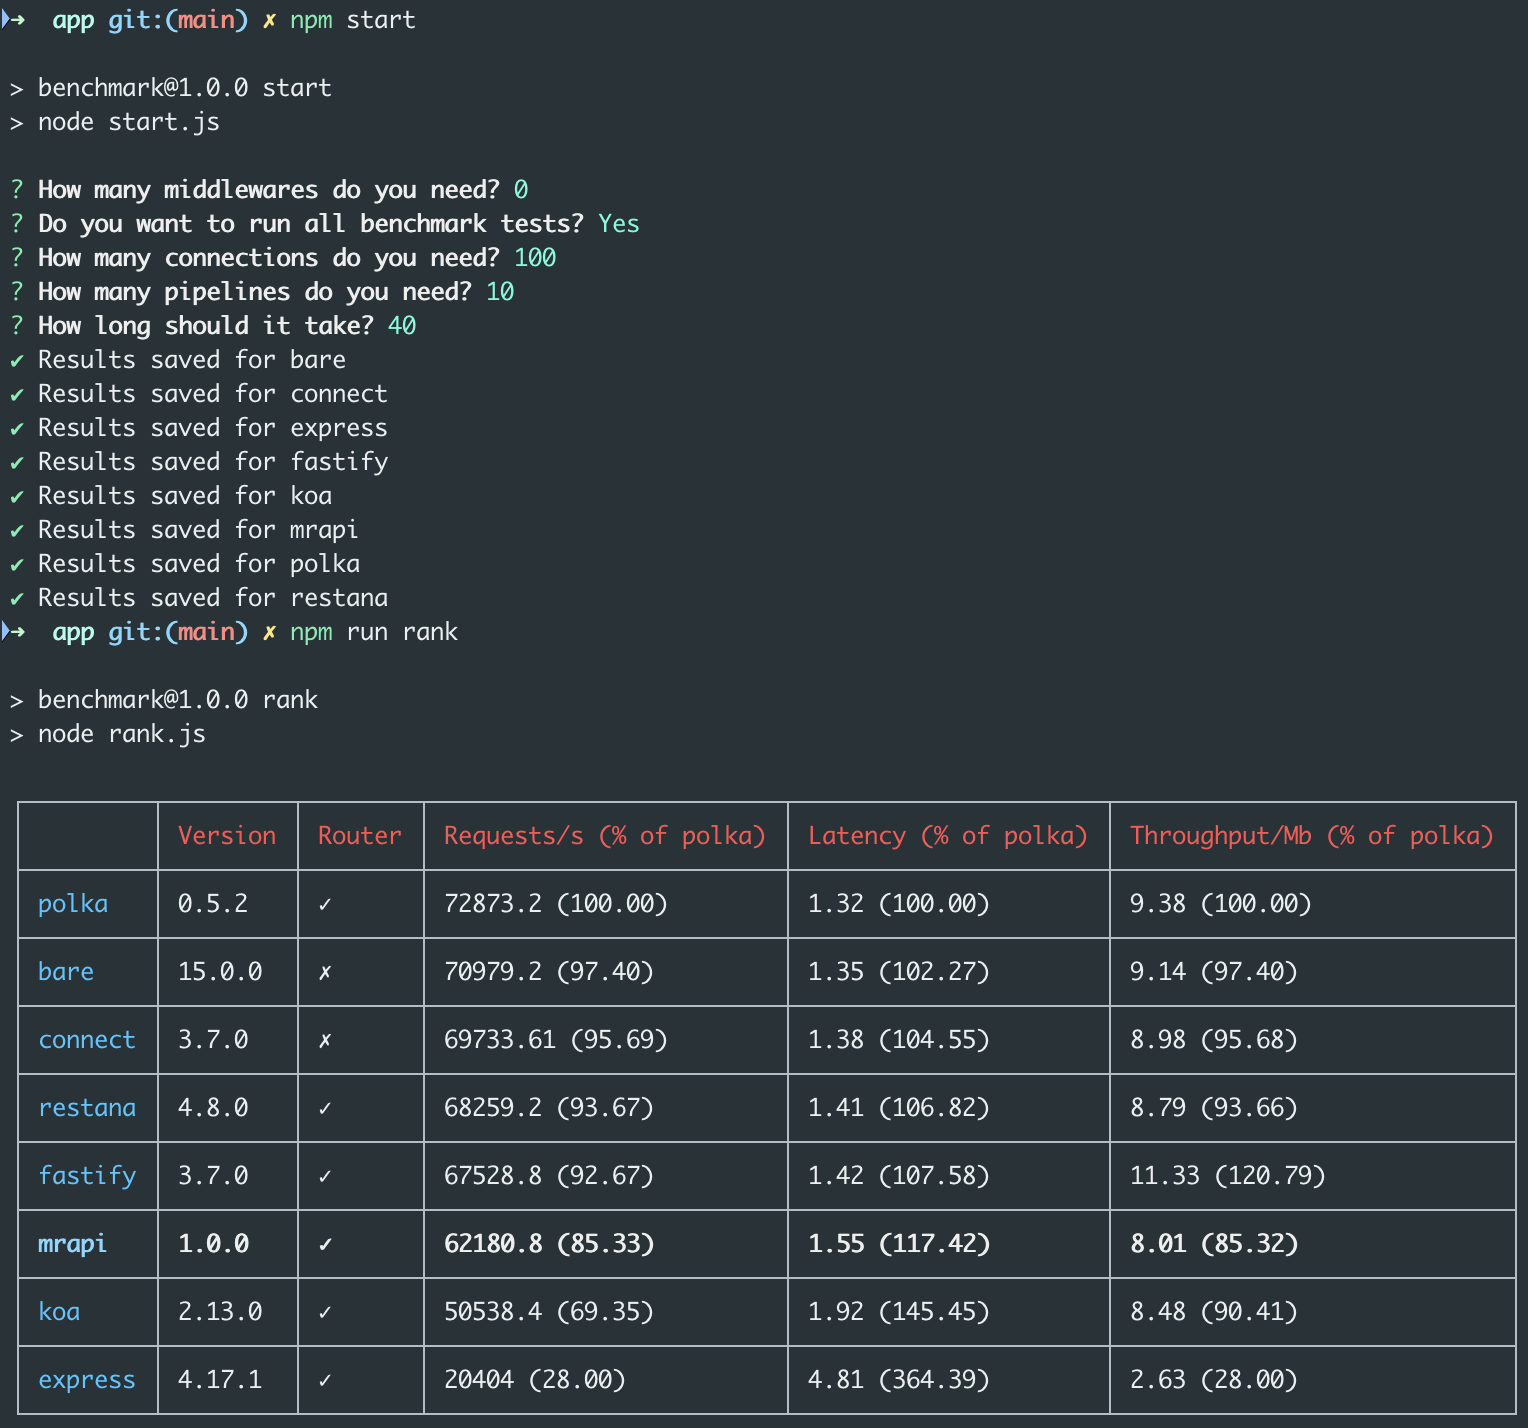 ➜ app git:(main) ✗ npm start
> benchmark@1.0.0 start
> node start.js
? How many middlewares do you need? 0
? Do you want to run all benchmark tests? Yes
? How many connections do you need? 100
? How many pipelines do you need? 10
? How long should it take? 40
✔ Results saved for bare
✔ Results saved for connect
✔ Results saved for express
✔ Results saved for fastify
✔ Results saved for koa
✔ Results saved for mrapi
✔ Results saved for polka
✔ Results saved for restana
➜ app git:(main) ✗ npm run rank
> benchmark@1.0.0 rank
> node rank.js
Version Router Requests/s (% of polka) Latency (% of polka) Throughput/Mb (% of polka)
polka 0.5.2 ✓ 72873.2 (100.00) 1.32 (100.00) 9.38 (100.00)
bare 15.0.0 ✗ 70979.2 (97.40) 1.35 (102.27) 9.14 (97.40)
connect 3.7.0 ✗ 69733.61 (95.69) 1.38 (104.55) 8.98 (95.68)
restana 4.8.0 ✓ 68259.2 (93.67) 1.41 (106.82) 8.79 (93.66)
fastify 3.7.0 ✓ 67528.8 (92.67) 1.42 (107.58) 11.33 (120.79)
mrapi 1.0.0 ✓ 62180.8 (85.33) 1.55 (117.42) 8.01 (85.32)
koa 2.13.0 ✓ 50538.4 (69.35) 1.92 (145.45) 8.48 (90.41)
express 4.17.1 ✓ 20404 (28.00) 4.81 (364.39) 2.63 (28.00)